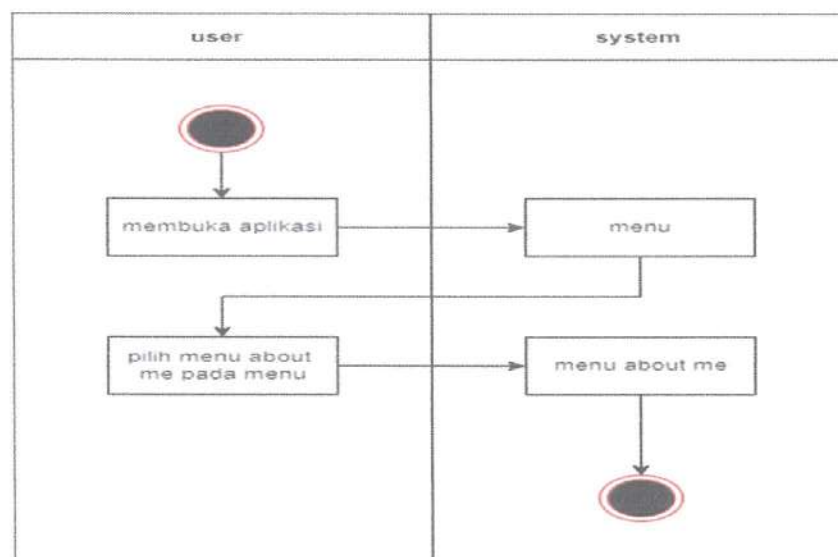 user
system
membuka aplikasi
menu
pilih menu about
me pada menu
menu about me